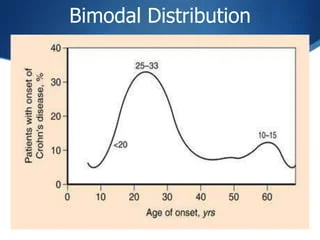 Bimodal Distribution
Patients with onset of
Crohn's disease, %
40
30
20
10
0
25–33
<20
10–15
0 10 20 30 40 50 60
Age of onset, yrs